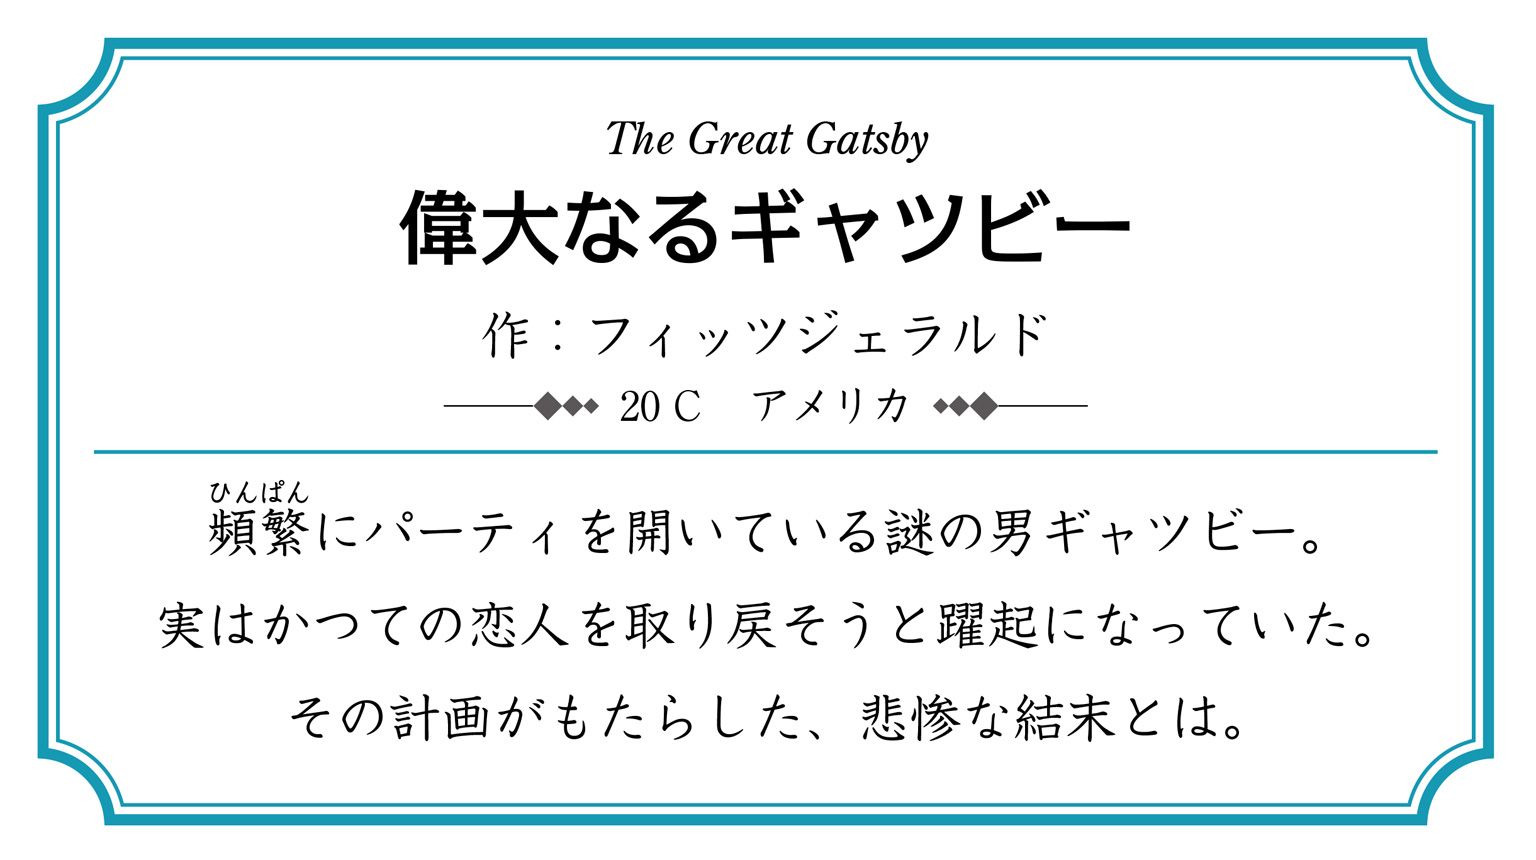 The Great Gatsby
偉大なるギャツビー
作：フィッツジェラルド
20 C　アメリカ
ひんぱん
頻繁にパーティを開いている謎の男ギャツビー。
実はかつての恋人を取り戻そうと躍起になっていた。
その計画がもたらした、悲惨な結末とは。